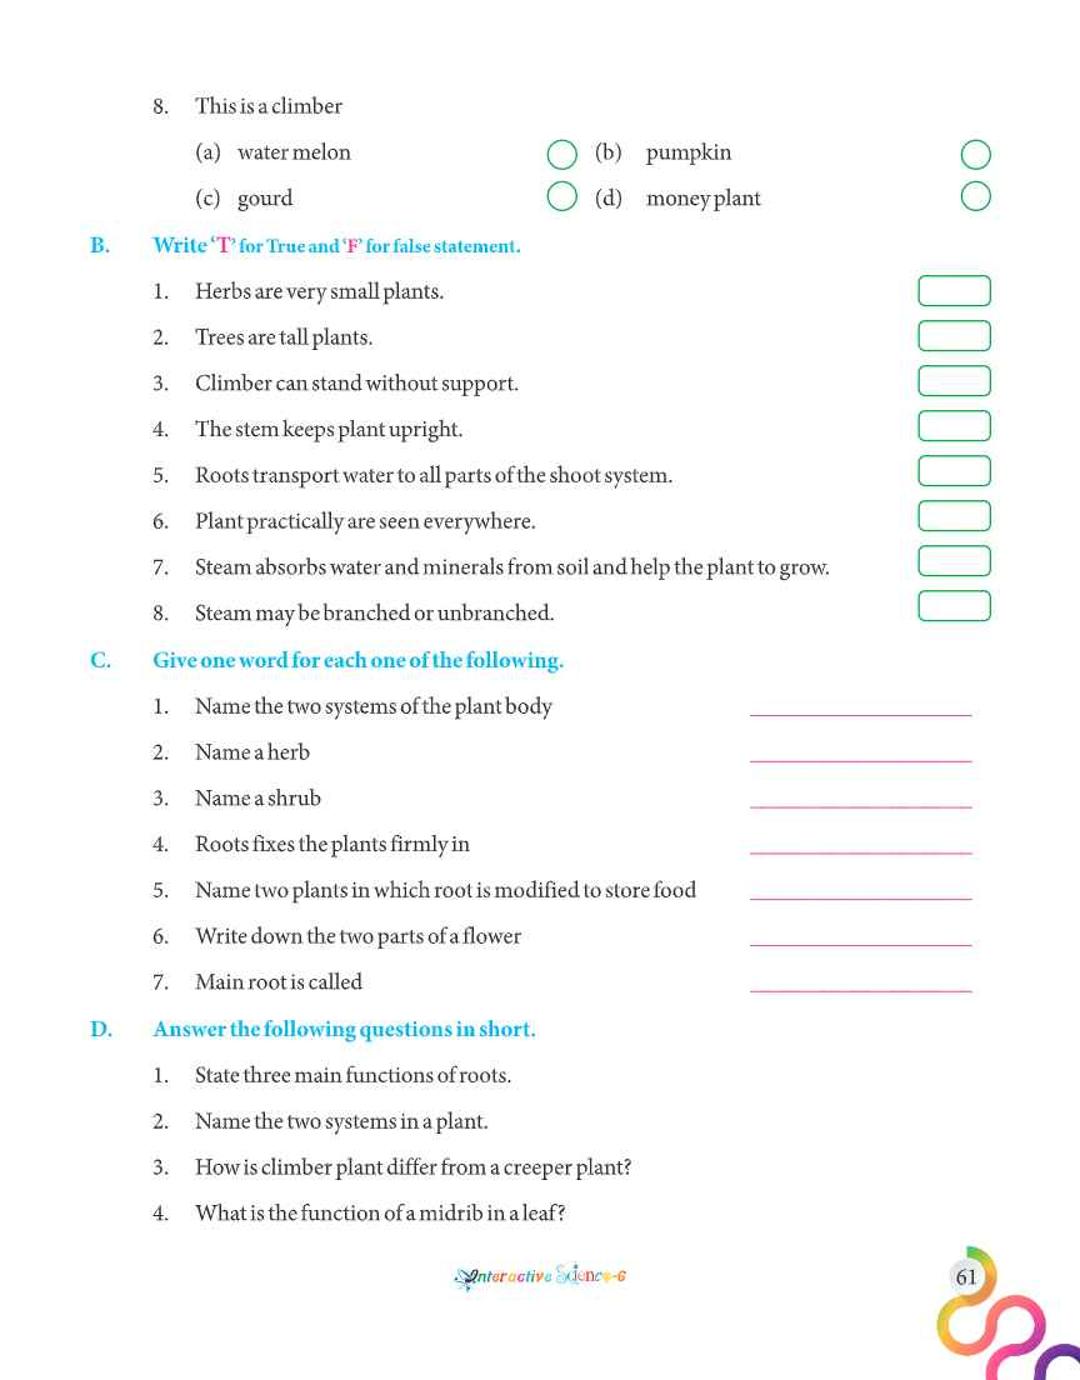 8. This is a climber
(a) water melon (b) pumpkin
(c) gourd (d) money plant
B. Write 'T' for True and 'F' for false statement.
1. Herbs are very small plants.
2. Trees are tall plants.
3. Climber can stand without support.
4. The stem keeps plant upright.
5. Roots transport water to all parts of the shoot system.
6. Plant practically are seen everywhere.
7. Steam absorbs water and minerals from soil and help the plant to grow.
8. Steam may be branched or unbranched.
C. Give one word for each one of the following.
1. Name the two systems of the plant body
2. Name a herb
3. Name a shrub
4. Roots fixes the plants firmly in
5. Name two plants in which root is modified to store food
6. Write down the two parts of a flower
7. Main root is called
D. Answer the following questions in short.
1. State three main functions of roots.
2. Name the two systems in a plant.
3. How is climber plant differ from a creeper plant?
4. What is the function of a midrib in a leaf?
Interactive Science-6
61